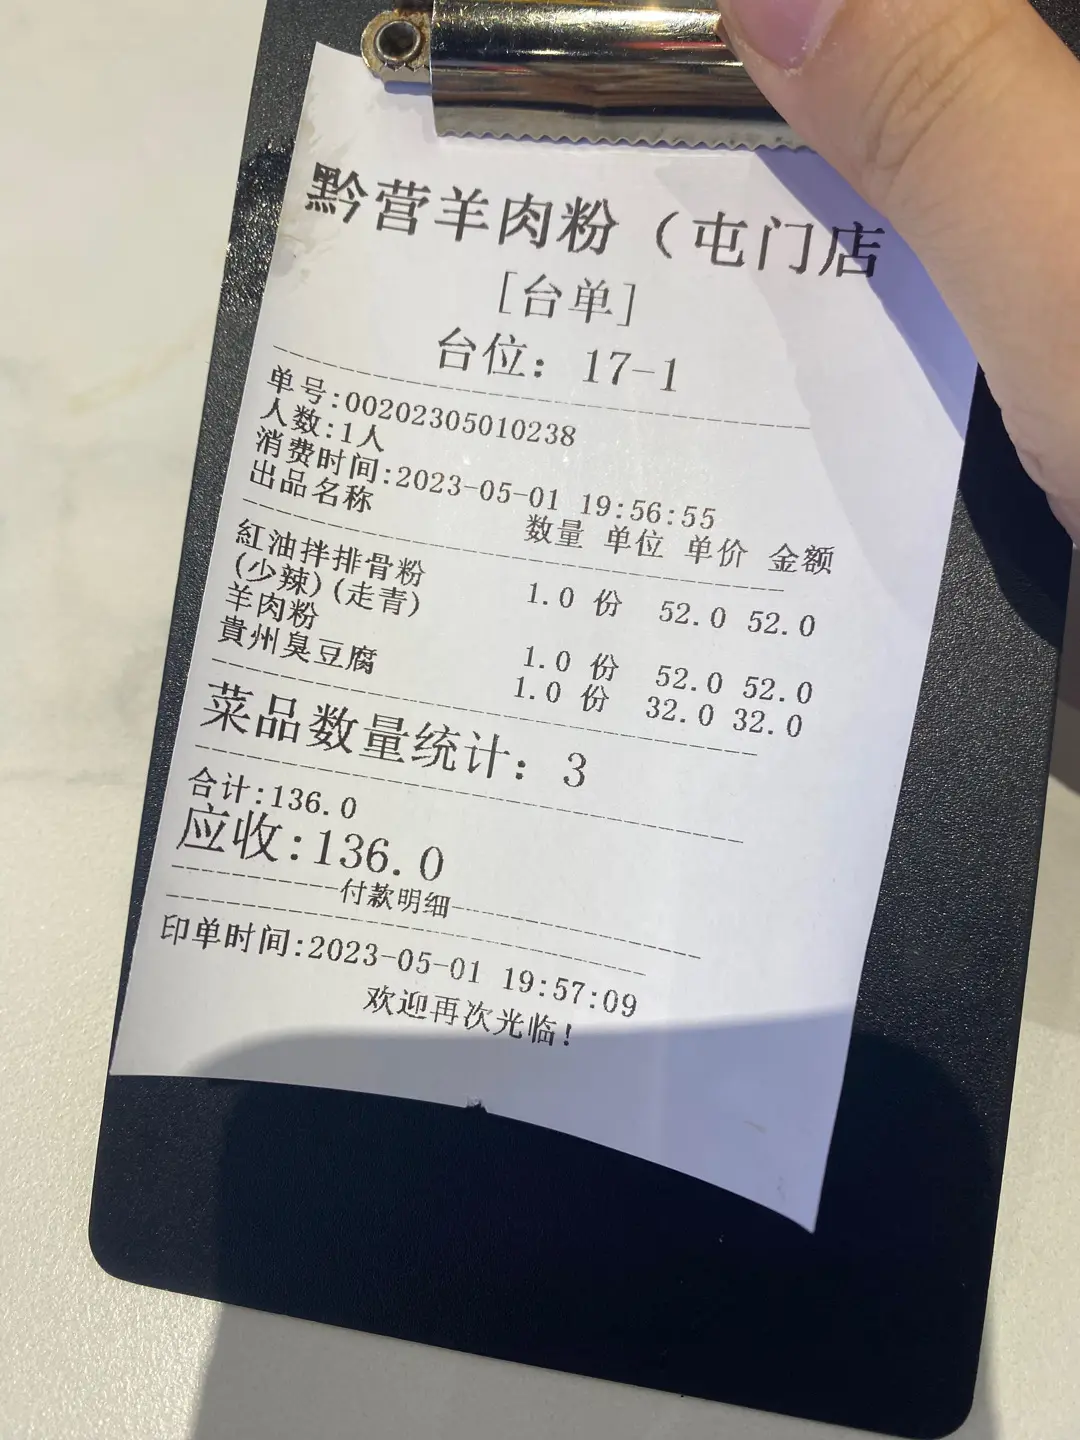 黔营羊肉粉（屯门店
[台单]
台位：17-1
单号:00202305010238
人数:1人
消费时间:2023-05-01 19:56:55
出品名称 数量 单位 单价 金额
紅油拌排骨粉
(少辣)(走青) 1.0 份 52.0 52.0
羊肉粉 1.0 份 52.0 52.0
貴州臭豆腐 1.0 份 32.0 32.0
菜品数量统计：3
合计:136.0
应收:136.0
付款明细
印单时间:2023-05-01 19:57:09
欢迎再次光临!